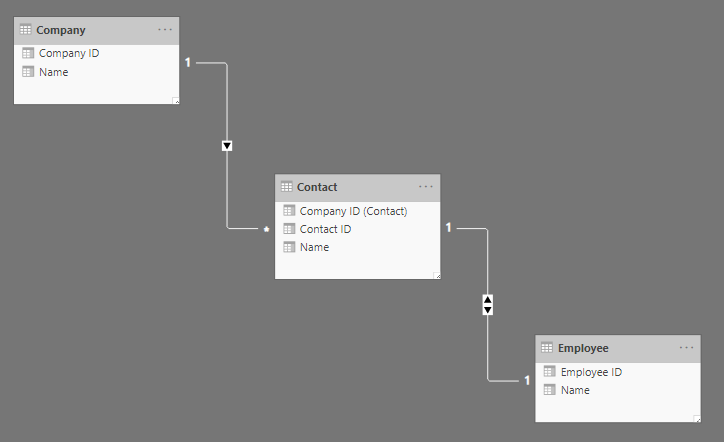 Company ...
Company ID
Name
1
*
Contact ...
Company ID (Contact)
Contact ID
Name
1
1
Employee ...
Employee ID
Name